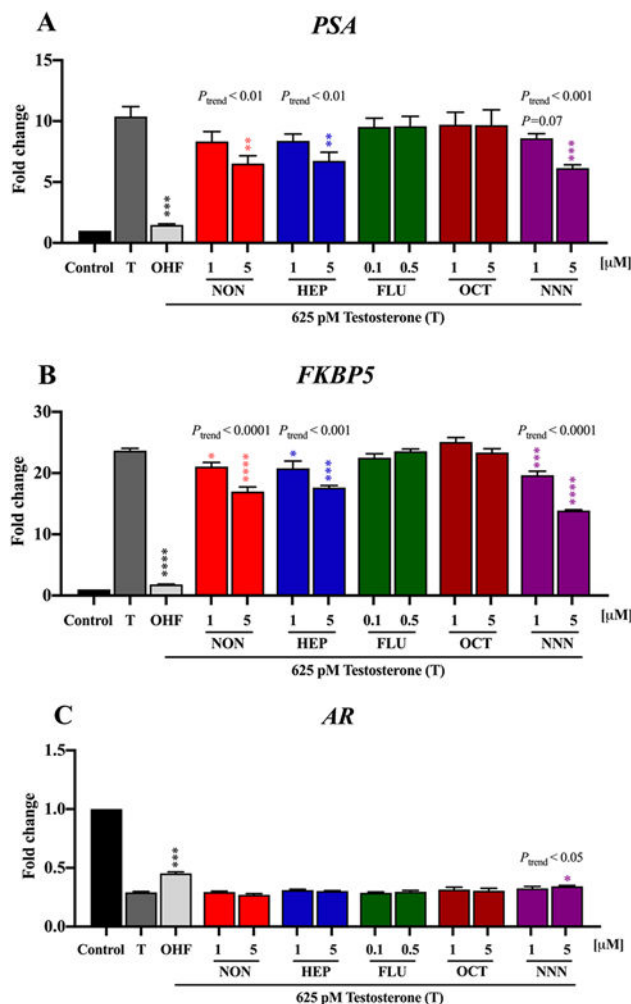 A PSA
Fold change
15
10
5
0
P trend < 0.01
P trend < 0.01
P trend < 0.001
P=0.07
***
**
**
***
Control T OHF 1 5 1 5 0.1 0.5 1 5 1 5 [μM]
NON HEP FLU OCT NNN
625 pM Testosterone (T)
B FKBP5
Fold change
30
20
10
0
P trend < 0.0001
P trend < 0.001
P trend < 0.0001
****
*
****
*
***
***
****
Control T OHF 1 5 1 5 0.1 0.5 1 5 1 5 [μM]
NON HEP FLU OCT NNN
625 pM Testosterone (T)
C AR
Fold change
1.5
1.0
0.5
0.0
P trend < 0.05
***
*
Control T OHF 1 5 1 5 0.1 0.5 1 5 1 5 [μM]
NON HEP FLU OCT NNN
625 pM Testosterone (T)